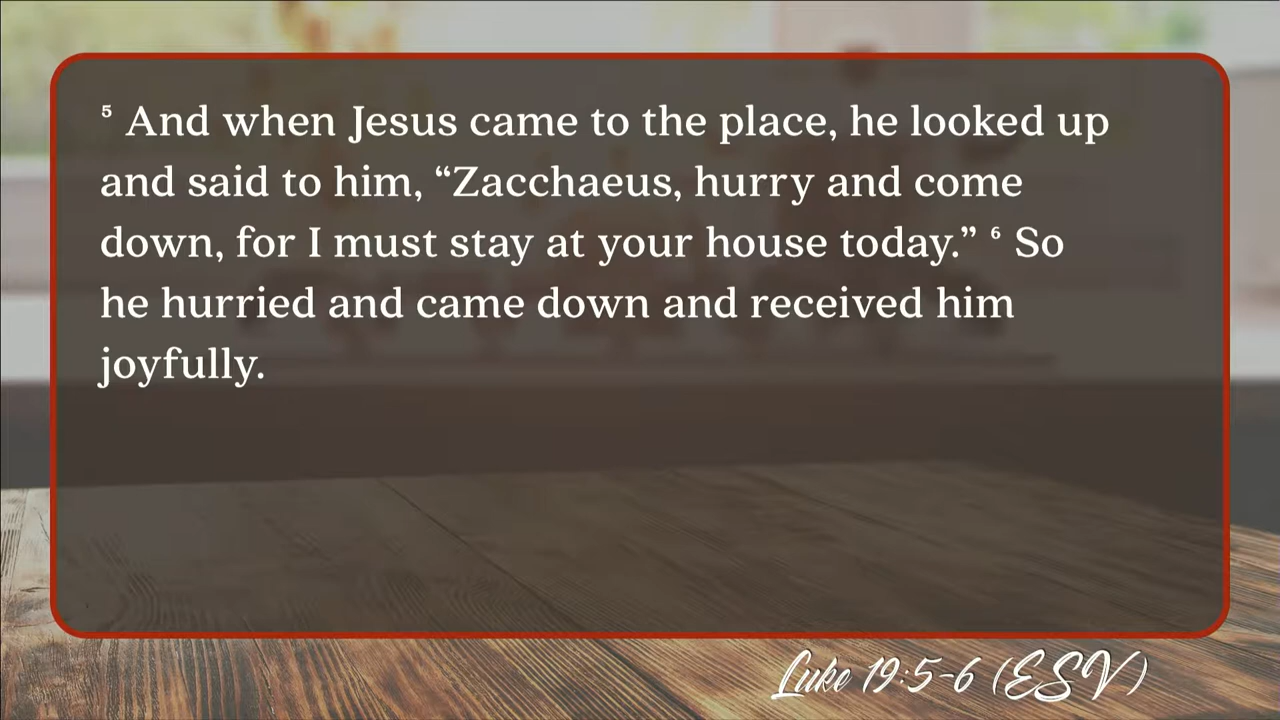 ⁵ And when Jesus came to the place, he looked up
and said to him, “Zacchaeus, hurry and come
down, for I must stay at your house today.” ⁶ So
he hurried and came down and received him
joyfully.
Luke 19:5-6 (ESV)